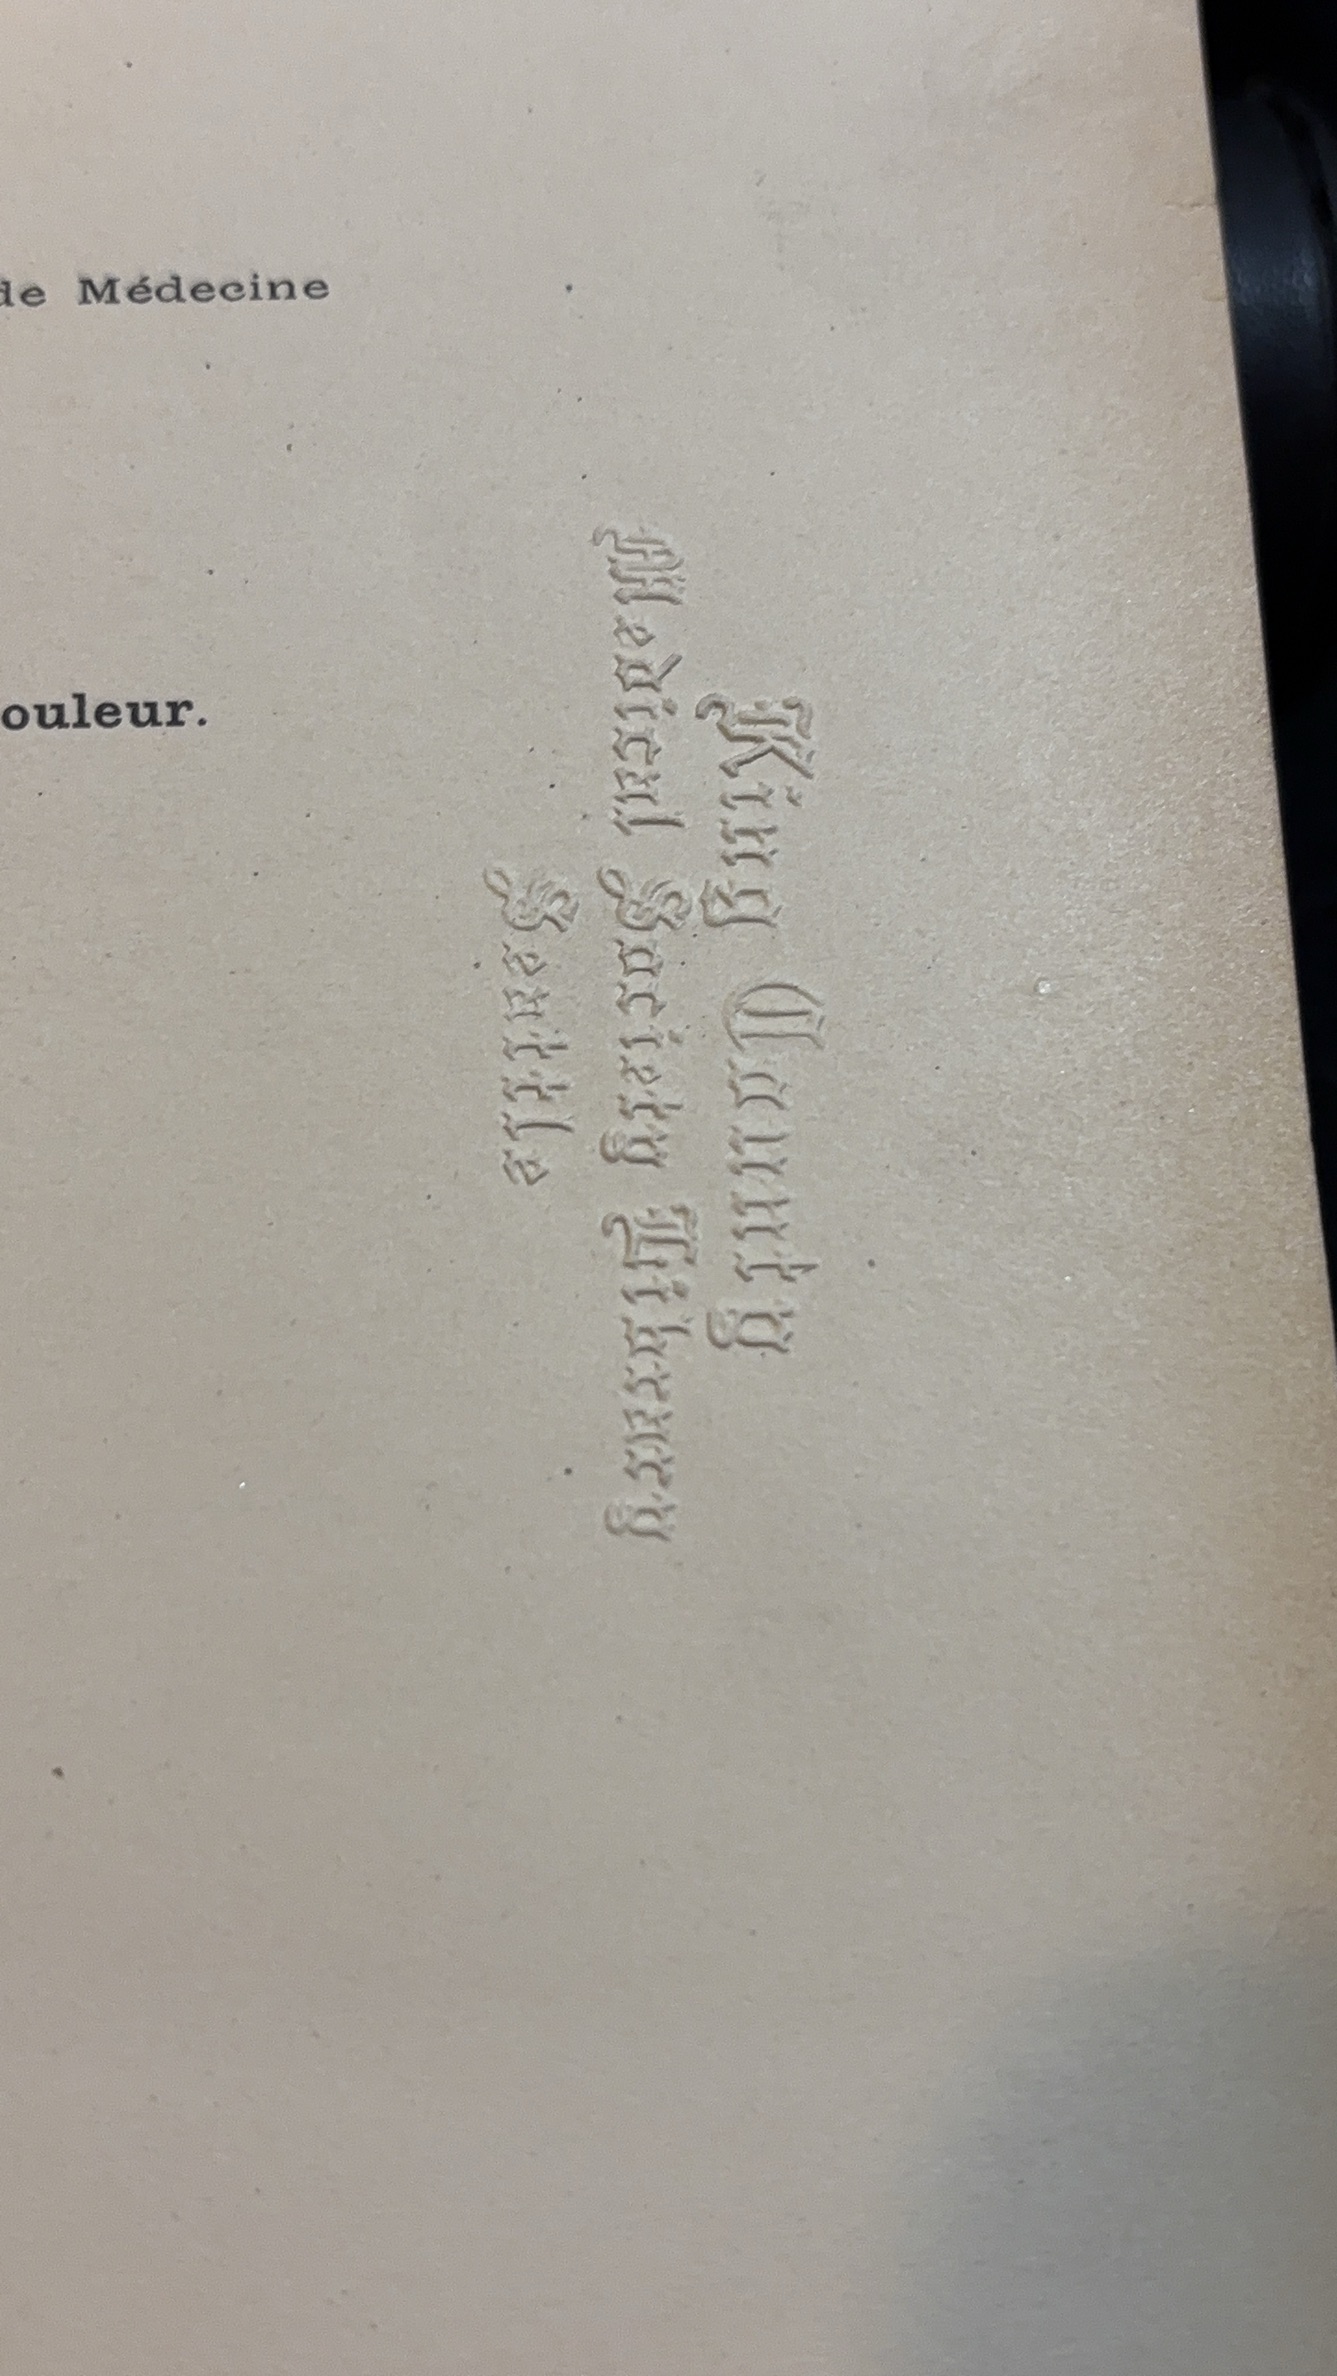 de Médecine
ouleur.
King County
Medical Society Library
Seattle